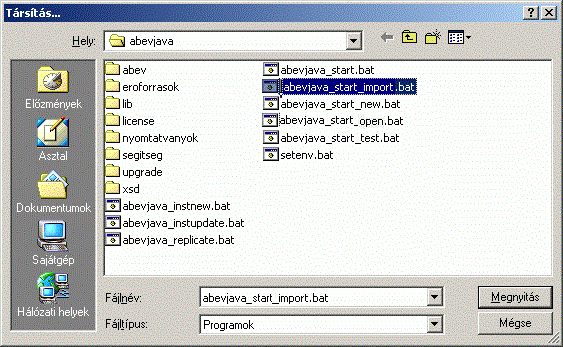 Társítás...
Hely: abevjava
Előzmények
Asztal
Dokumentumok
Sajátgép
Hálózati helyek
abev
eroforrasok
lib
license
nyomtatvanyok
segitseg
upgrade
xsd
abevjava_instnew.bat
abevjava_instupdate.bat
abevjava_replicate.bat
abevjava_start.bat
abevjava_start_import.bat
abevjava_start_new.bat
abevjava_start_open.bat
abevjava_start_test.bat
setenv.bat
Fájlnév: abevjava_start_import.bat
Megnyitás
Fájltípus: Programok
Mégse